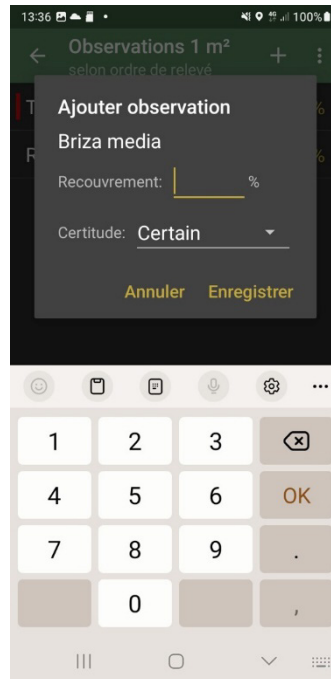 13:36 100%
Observations 1 m²
selon ordre de relevé
T %
R %
Ajouter observation
Briza media
Recouvrement: %
Certitude: Certain
Annuler Enregistrer
1 2 3
4 5 6 OK
7 8 9 .
0 ,